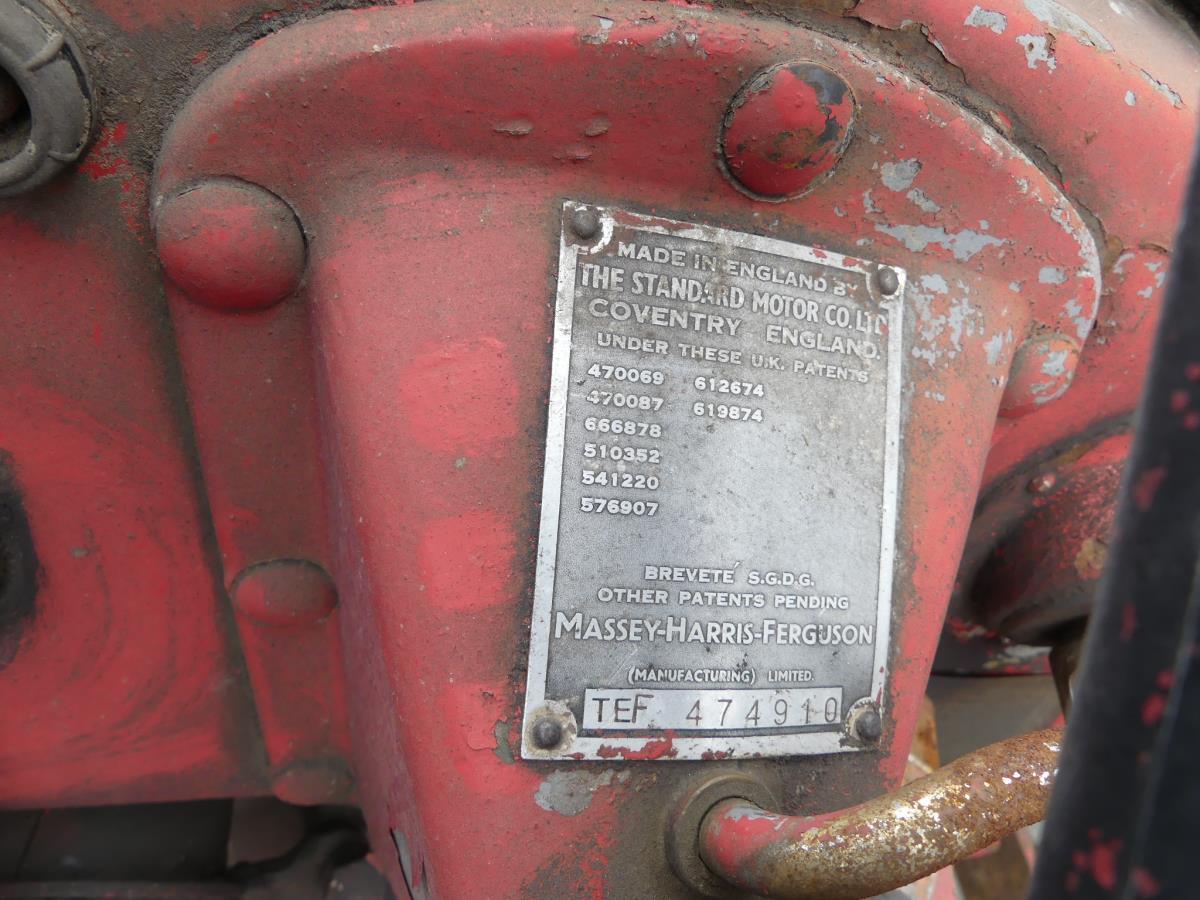 MADE IN ENGLAND BY
THE STANDARD MOTOR CO. LTD
COVENTRY ENGLAND.
UNDER THESE U.K. PATENTS
470069 612674
470087 619874
666878
510352
541220
576907
BREVETÉ S.G.D.G.
OTHER PATENTS PENDING
MASSEY-HARRIS-FERGUSON
(MANUFACTURING) LIMITED.
TEF 474910